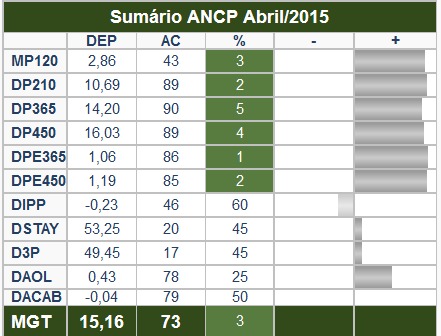 Sumário ANCP Abril/2015
DEP AC % - +
MP120 2,86 43 3
DP210 10,69 89 2
DP365 14,20 90 5
DP450 16,03 89 4
DPE365 1,06 86 1
DPE450 1,19 85 2
DIPP -0,23 46 60
DSTAY 53,25 20 45
D3P 49,45 17 45
DAOL 0,43 78 25
DACAB -0,04 79 50
MGT 15,16 73 3